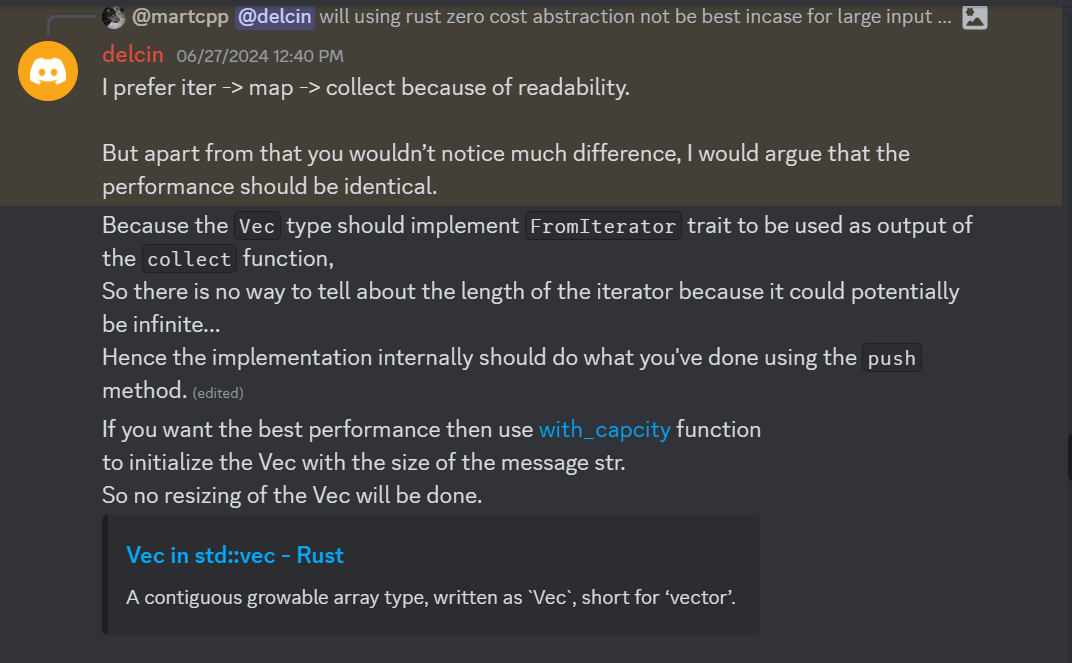 @martcpp @delcin will using rust zero cost abstraction not be best incase for large input ...
delcin 06/27/2024 12:40 PM
I prefer iter -> map -> collect because of readability.
But apart from that you wouldn’t notice much difference, I would argue that the
performance should be identical.
Because the Vec type should implement FromIterator trait to be used as output of
the collect function,
So there is no way to tell about the length of the iterator because it could potentially
be infinite...
Hence the implementation internally should do what you've done using the push
method. (edited)
If you want the best performance then use with_capcity function
to initialize the Vec with the size of the message str.
So no resizing of the Vec will be done.
Vec in std::vec - Rust
A contiguous growable array type, written as `Vec`, short for ‘vector’.